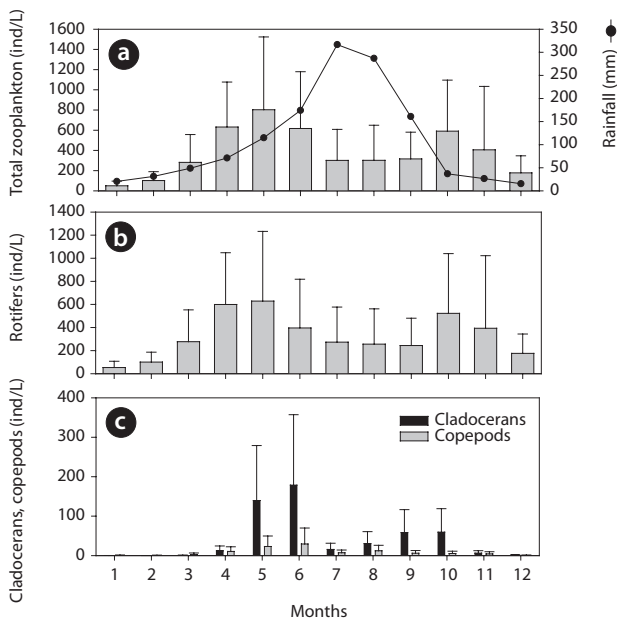 a
Total zooplankton (ind/L)
1600
1400
1200
1000
800
600
400
200
0
350
300
250
200
150
100
50
0
Rainfall (mm)
b
Rotifers (ind/L)
1400
1200
1000
800
600
400
200
0
c
Cladocerans, copepods (ind/L)
400
300
200
100
0
Cladocerans
Copepods
1 2 3 4 5 6 7 8 9 10 11 12
Months